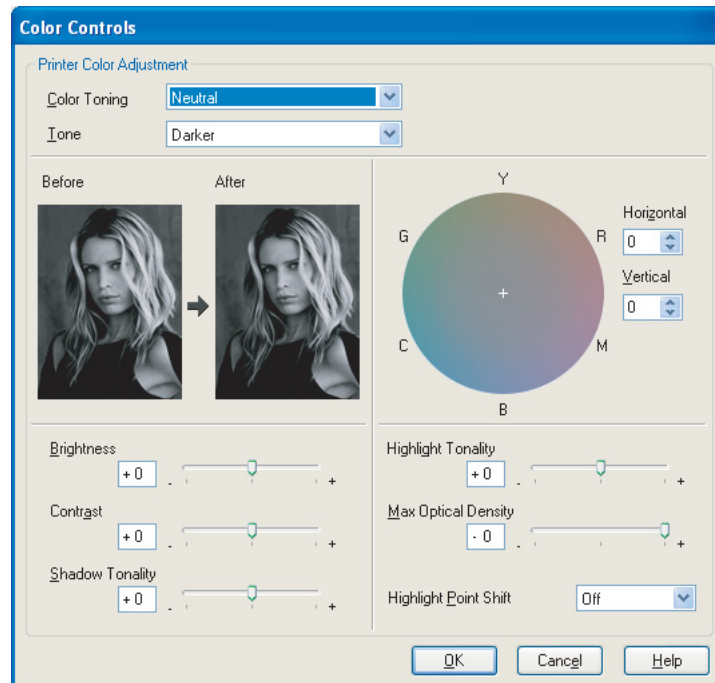 Color Controls
Printer Color Adjustment
Color Toning
Neutral
Tone
Darker
Before
After
Y
G
R
C
M
B
Horizontal
0
Vertical
0
Brightness
+ 0
- +
Contrast
+ 0
- +
Shadow Tonality
+ 0
- +
Highlight Tonality
+ 0
- +
Max Optical Density
- 0
- +
Highlight Point Shift
Off
OK
Cancel
Help